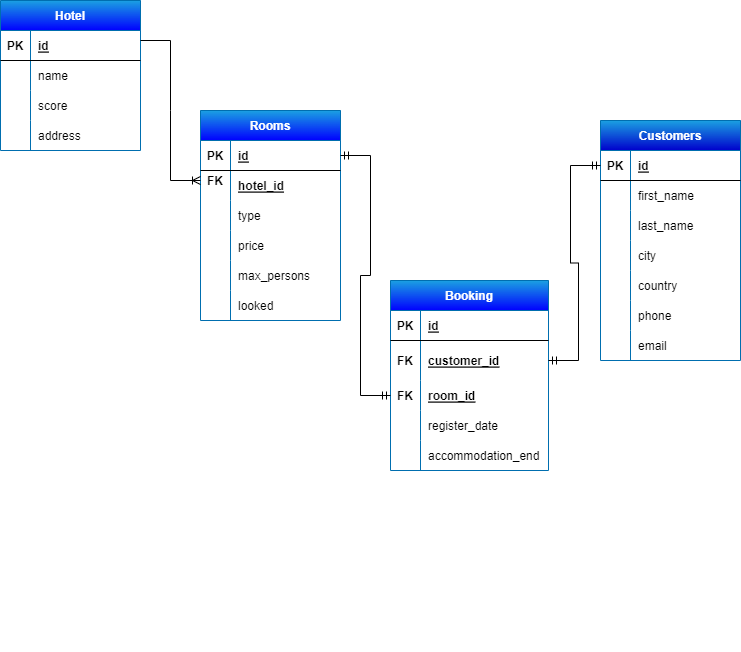 Hotel
PK id
name
score
address
Rooms
PK id
FK hotel_id
type
price
max_persons
looked
Booking
PK id
FK customer_id
FK room_id
register_date
accommodation_end
Customers
PK id
first_name
last_name
city
country
phone
email